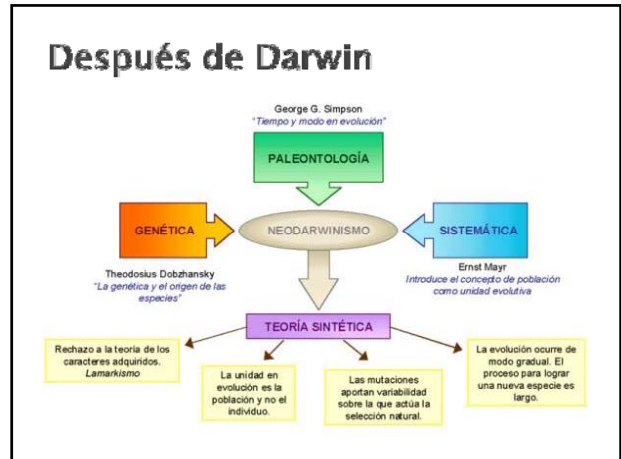 Después de Darwin
George G. Simpson
"Tiempo y modo en evolución"
PALEONTOLOGÍA
GENÉTICA
NEODARWINISMO
SISTEMÁTICA
Theodosius Dobzhansky
"La genética y el origen de las
especies"
Ernst Mayr
Introduce el concepto de población
como unidad evolutiva
TEORÍA SINTÉTICA
Rechazo a la teoría de los
caracteres adquiridos.
Lamarkismo
La unidad en
evolución es la
población y no el
individuo.
Las mutaciones
aportan variabilidad
sobre la que actúa la
selección natural.
La evolución ocurre de
modo gradual. El
proceso para lograr
una nueva especie es
largo.